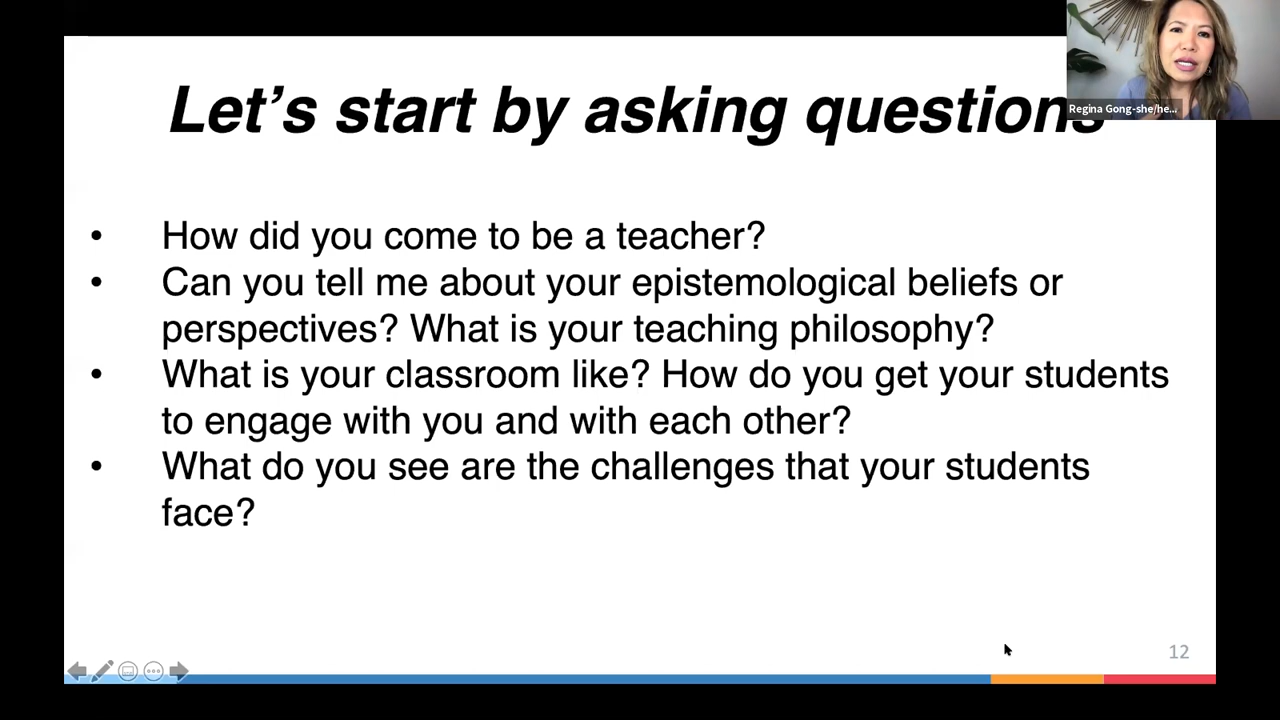 Let's start by asking questions
Regina Gong-she/he...
• How did you come to be a teacher?
• Can you tell me about your epistemological beliefs or
perspectives? What is your teaching philosophy?
• What is your classroom like? How do you get your students
to engage with you and with each other?
• What do you see are the challenges that your students
face?
12